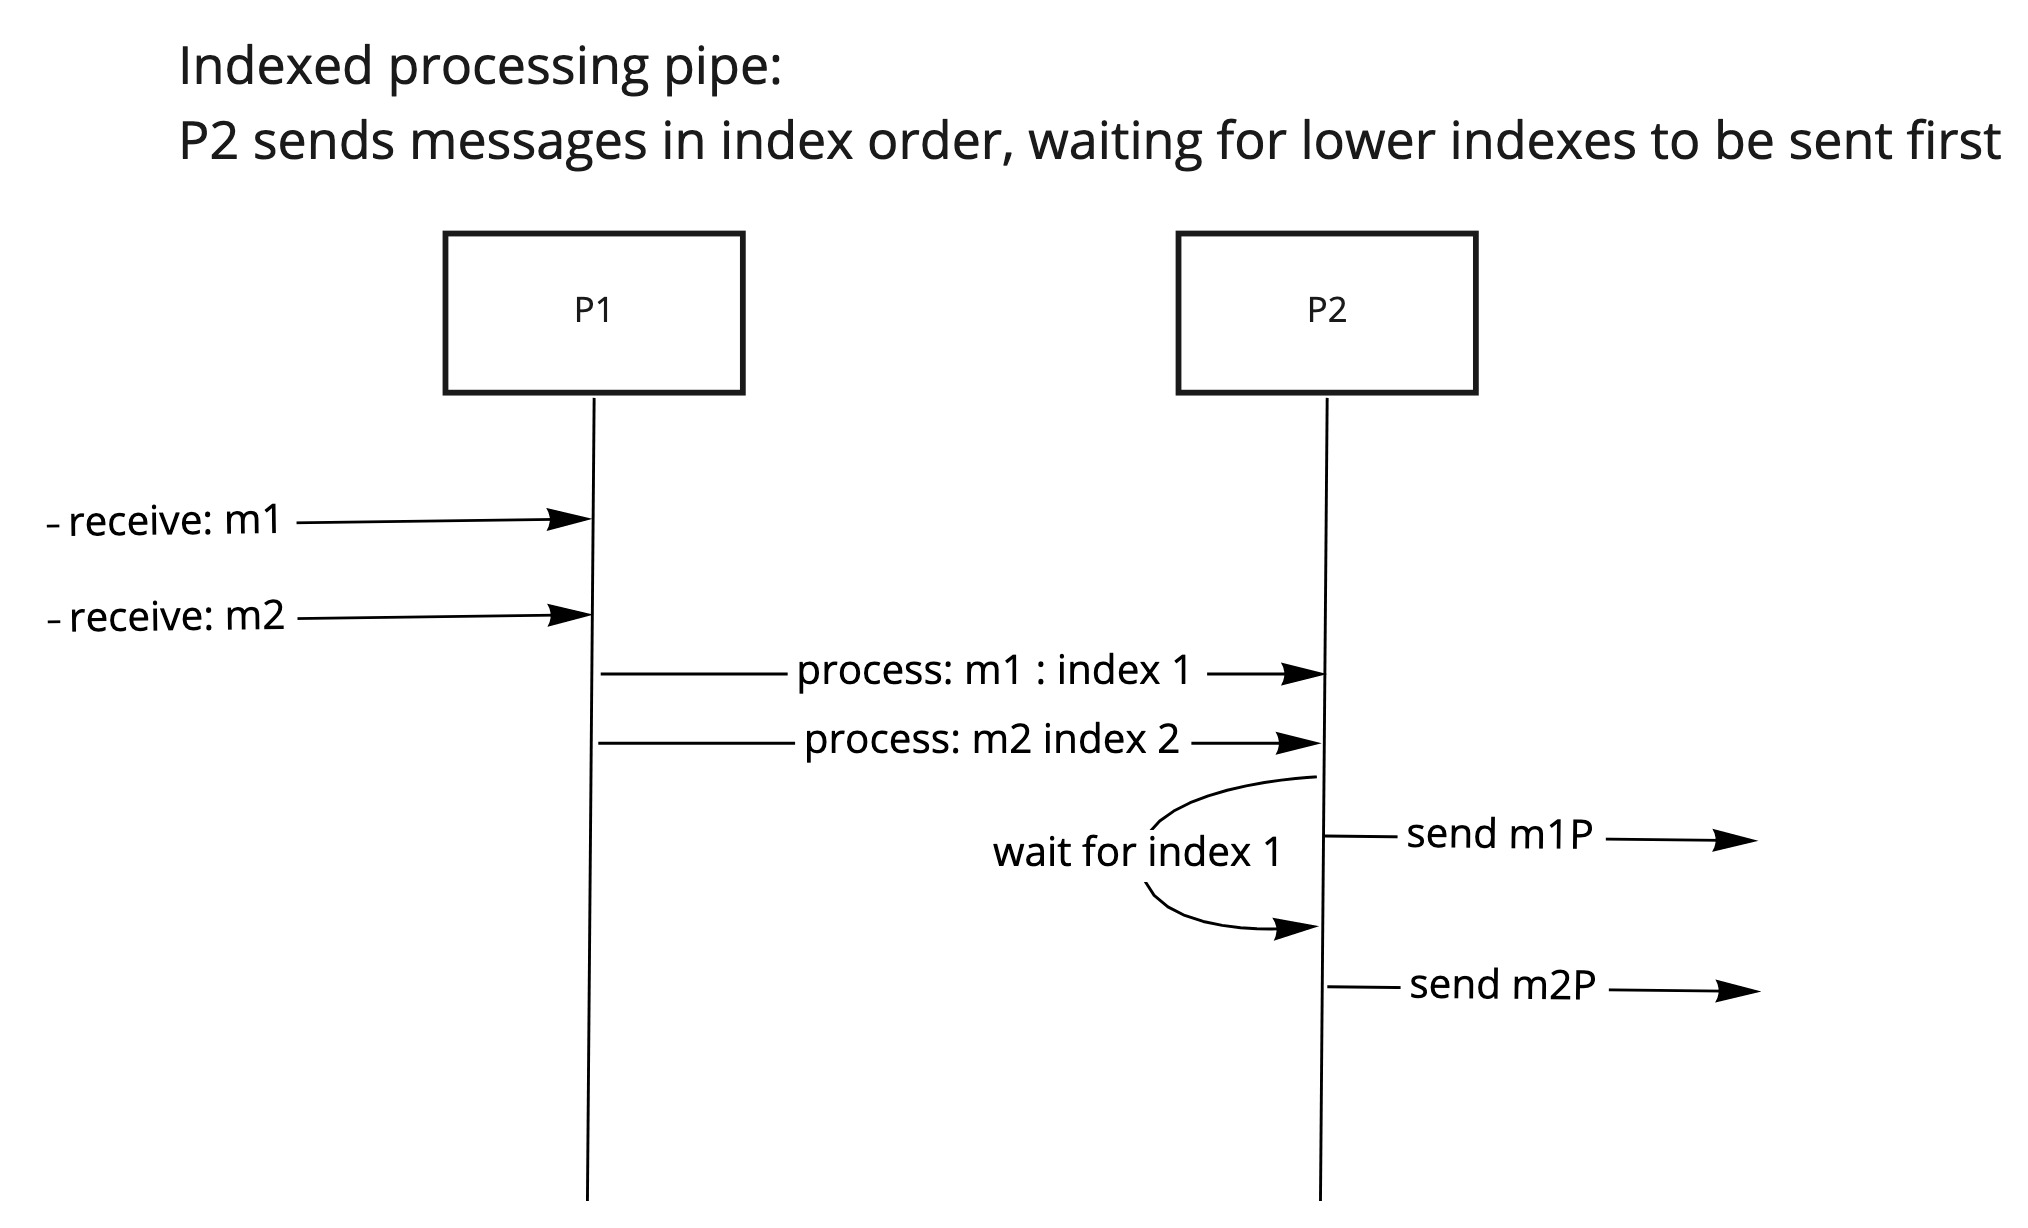 Indexed processing pipe:
P2 sends messages in index order, waiting for lower indexes to be sent first
P1
P2
- receive: m1
- receive: m2
process: m1 : index 1
process: m2 index 2
send m1P
wait for index 1
send m2P